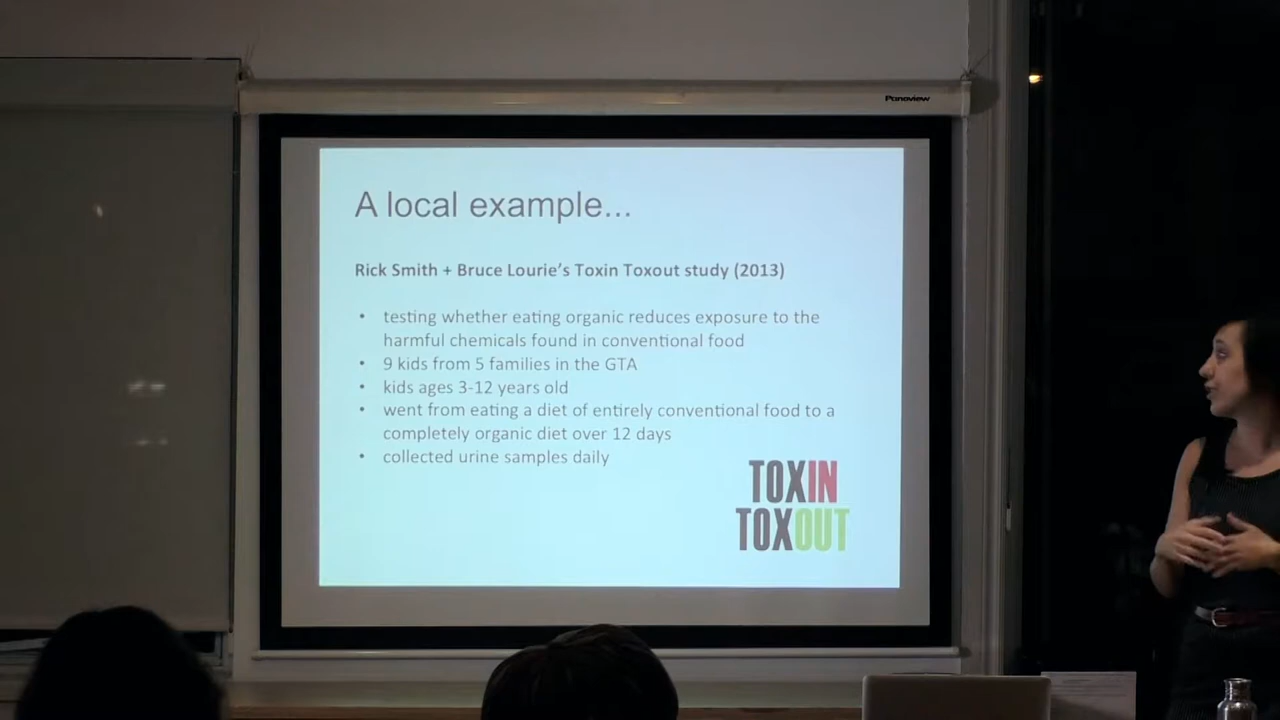 Panoview
A local example...
Rick Smith + Bruce Lourie's Toxin Toxout study (2013)
• testing whether eating organic reduces exposure to the
harmful chemicals found in conventional food
• 9 kids from 5 families in the GTA
• kids ages 3-12 years old
• went from eating a diet of entirely conventional food to a
completely organic diet over 12 days
• collected urine samples daily
TOXIN
TOXOUT